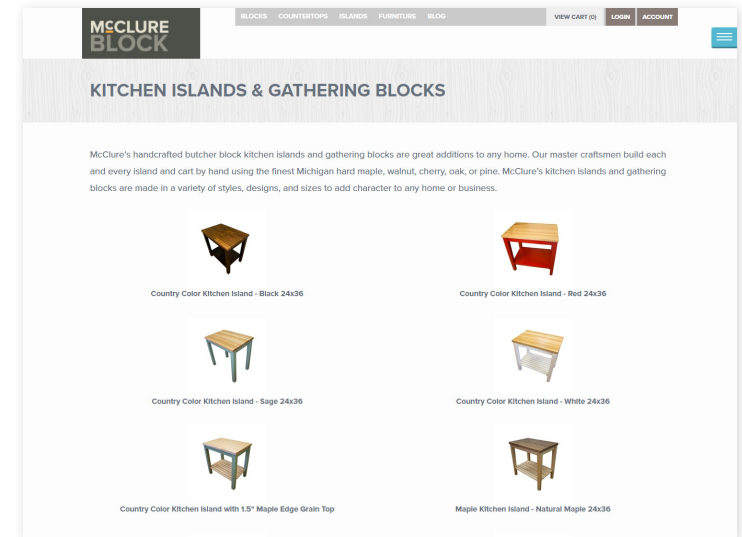 McCLURE
BLOCK
BLOCKS COUNTERTOPS ISLANDS FURNITURE BLOG
VIEW CART (0) LOGIN ACCOUNT
KITCHEN ISLANDS & GATHERING BLOCKS
McClure's handcrafted butcher block kitchen islands and gathering blocks are great additions to any home. Our master craftsmen build each
and every island and cart by hand using the finest Michigan hard maple, walnut, cherry, oak, or pine. McClure's kitchen islands and gathering
blocks are made in a variety of styles, designs, and sizes to add character to any home or business.
Country Color Kitchen Island - Black 24x36
Country Color Kitchen Island - Red 24x36
Country Color Kitchen Island - Sage 24x36
Country Color Kitchen Island - White 24x36
Country Color Kitchen Island with 1.5" Maple Edge Grain Top
Maple Kitchen Island - Natural Maple 24x36